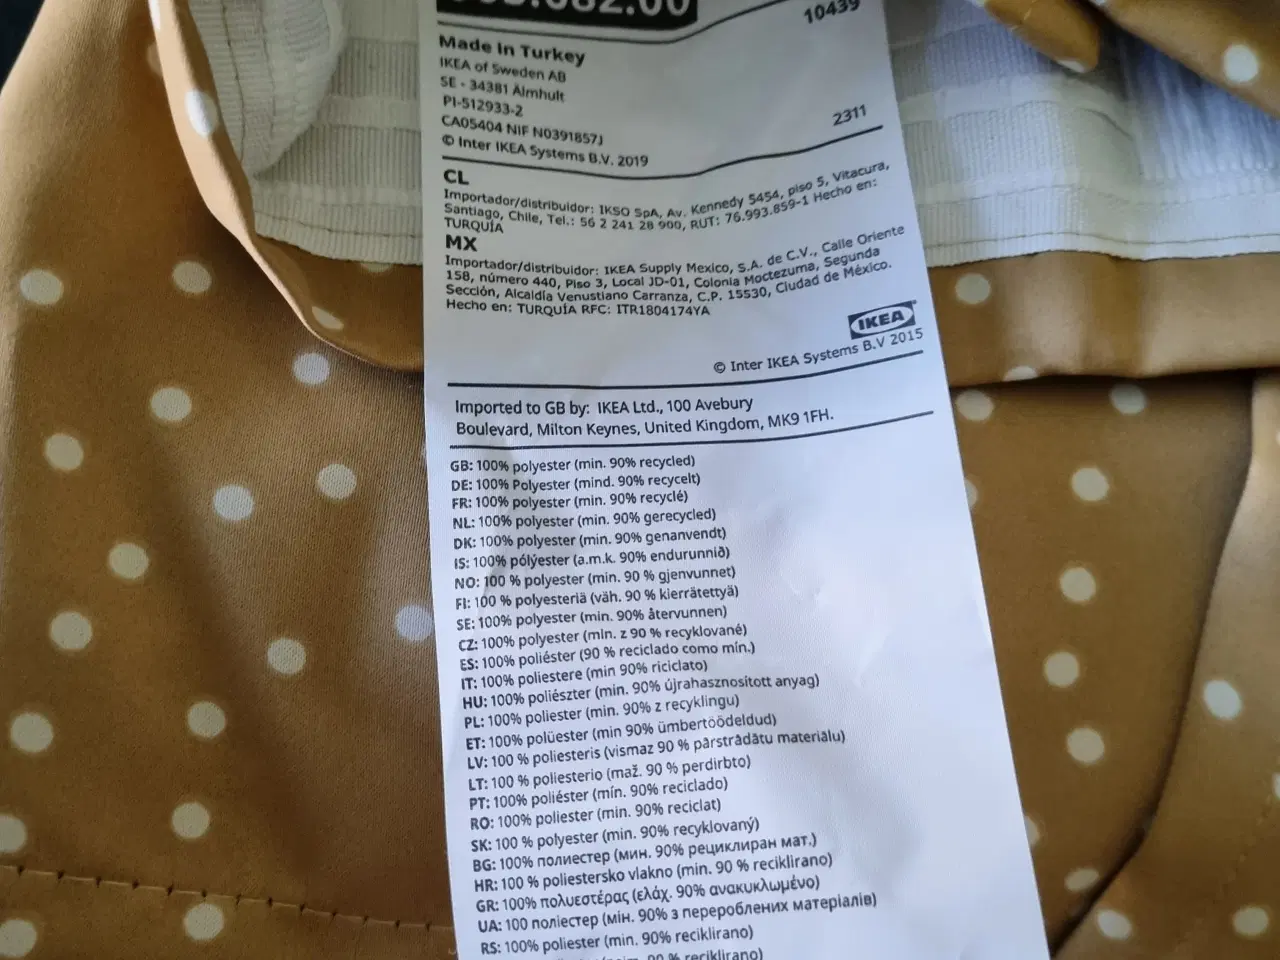 10439
Made in Turkey
IKEA of Sweden AB
SE - 34381 Älmhult
PI-512933-2
CA05404 NIF N0391857J
2311
© Inter IKEA Systems B.V. 2019
CL
Importador/distribuidor: IKSO SpA, Av. Kennedy 5454, piso 5, Vitacura,
Santiago, Chile, Tel.: 56 2 241 28 900, RUT: 76.993.859-1 Hecho en:
TURQUÍA
MX
Importador/distribuidor: IKEA Supply Mexico, S.A. de C.V., Calle Oriente
158, número 440, Piso 3, Local JD-01, Colonia Moctezuma, Segunda
Sección, Alcaldía Venustiano Carranza, C.P. 15530, Ciudad de México.
Hecho en: TURQUÍA RFC: ITR1804174YA
IKEA
© Inter IKEA Systems B.V 2015
Imported to GB by: IKEA Ltd., 100 Avebury
Boulevard, Milton Keynes, United Kingdom, MK9 1FH.
GB: 100% polyester (min. 90% recycled)
DE: 100% Polyester (mind. 90% recycelt)
FR: 100% polyester (min. 90% recyclé)
NL: 100% polyester (min. 90% gerecycled)
DK: 100% polyester (min. 90% genanvendt)
IS: 100% pólýester (a.m.k. 90% endurunnið)
NO: 100 % polyester (min. 90 % gjenvunnet)
FI: 100 % polyesteriä (väh. 90 % kierrätettyä)
SE: 100% polyester (min. 90% återvunnen)
CZ: 100% polyester (min. z 90 % recyklované)
ES: 100% poliéster (90 % reciclado como mín.)
IT: 100% poliestere (min 90% riciclato)
HU: 100% poliészter (min. 90% újrahasznosított anyag)
PL: 100% poliester (min. 90% z recyklingu)
ET: 100% polüester (min 90% ümbertöödeldud)
LV: 100 % poliesteris (vismaz 90 % pārstrādātu materiālu)
LT: 100 % poliesterio (maž. 90 % perdirbto)
PT: 100% poliéster (mín. 90% reciclado)
RO: 100% poliester (min. 90% reciclat)
SK: 100 % polyester (min. 90% recyklovaný)
BG: 100% полиестер (мин. 90% рециклиран мат.)
HR: 100 % poliestersko vlakno (min. 90 % reciklirano)
GR: 100% πολυεστέρας (ελάχ. 90% ανακυκλωμένο)
UA: 100 поліестер (мін. 90% з перероблених матеріалів)
RS: 100% poliester (min. 90% reciklirano)
90 % reciklirano)